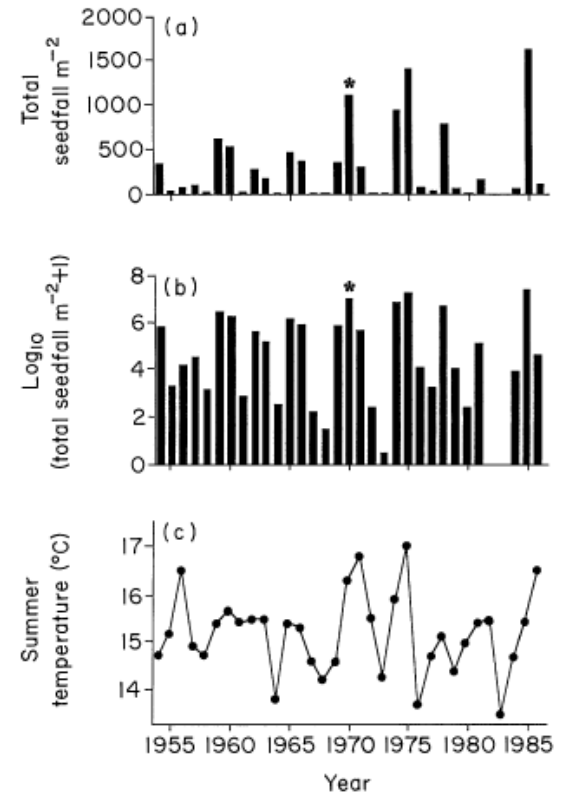 2000
(a)
1500
1000
500
0
*
Total
seedfall m⁻²
8
(b)
6
4
2
0
*
Log₁₀
(total seedfall m⁻²+1)
17
(c)
16
15
14
Summer
temperature (°C)
1955 1960 1965 1970 1975 1980 1985
Year